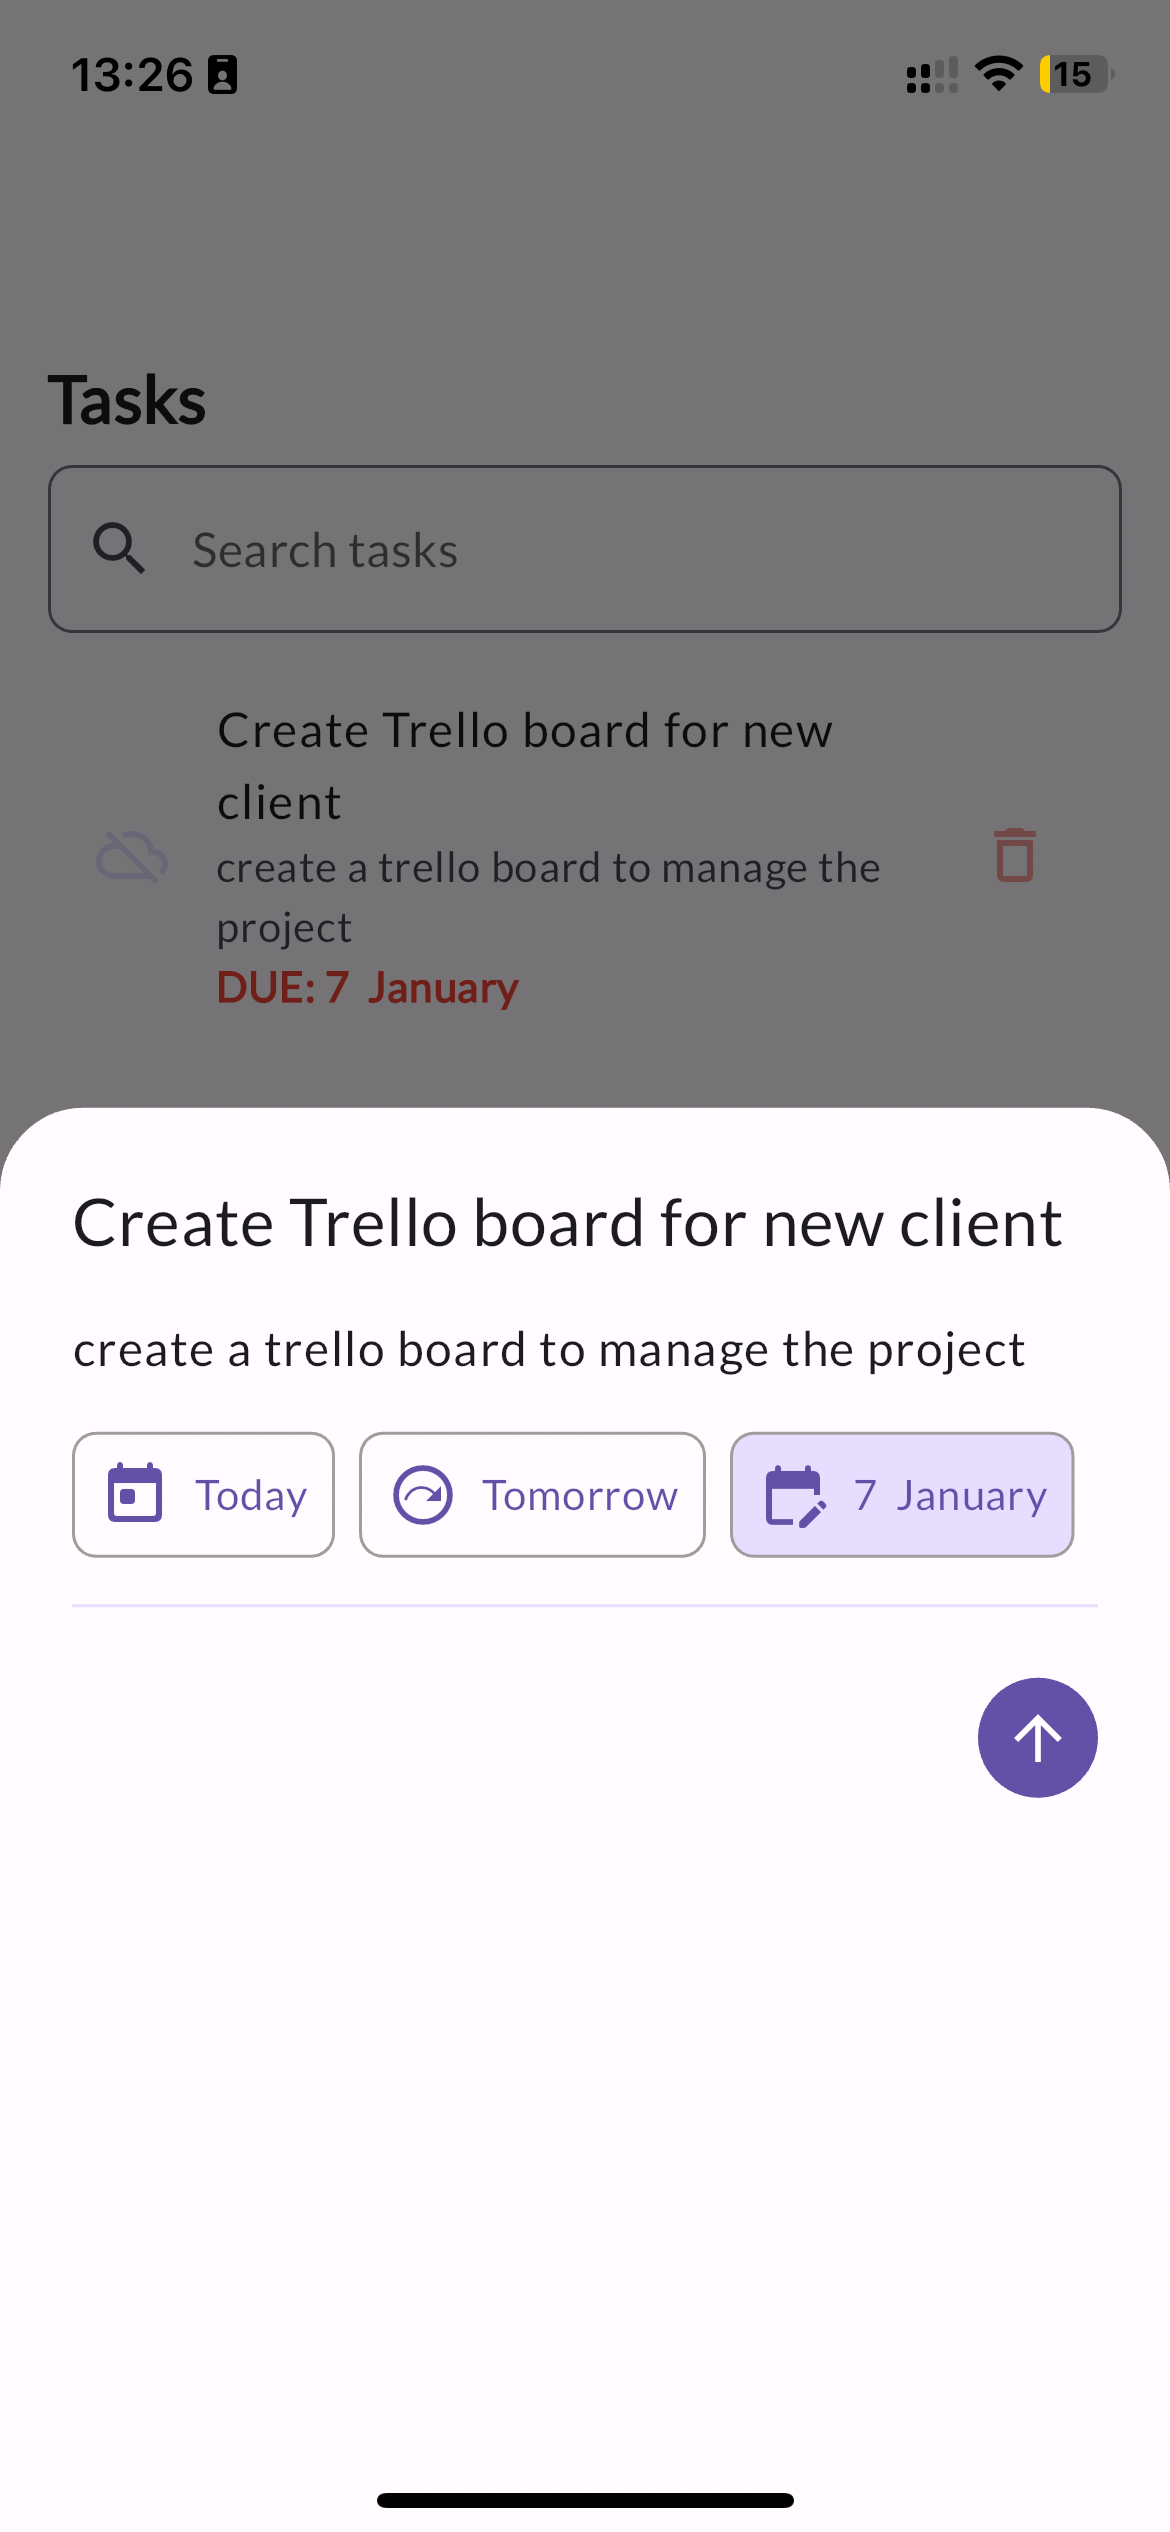 13:26
15
Tasks
Search tasks
Create Trello board for new
client
create a trello board to manage the
project
DUE: 7 January
Create Trello board for new client
create a trello board to manage the project
Today
Tomorrow
7 January